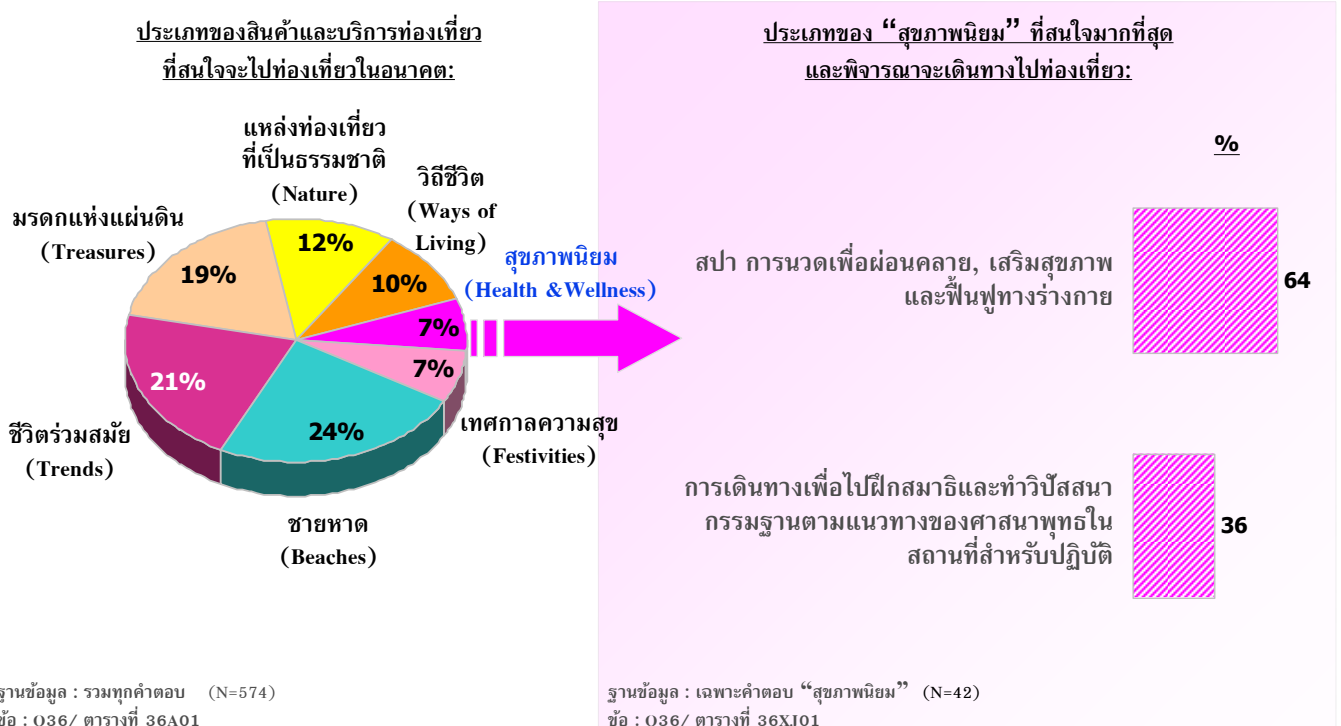 ประเภทของสินค้าและบริการท่องเที่ยว
ที่สนใจจะไปท่องเที่ยวในอนาคต:
แหล่งท่องเที่ยว
ที่เป็นธรรมชาติ
(Nature)
วิถีชีวิต
(Ways of
Living)
มรดกแห่งแผ่นดิน
(Treasures)
12%
10%
19%
สุขภาพนิยม
(Health &Wellness)
7%
7%
21%
24%
ชีวิตร่วมสมัย
(Trends)
เทศกาลความสุข
(Festivities)
ชายหาด
(Beaches)
ฐานข้อมูล : รวมทุกคำตอบ (N=574)
ข้อ : Q36/ ตารางที่ 36A01
ประเภทของ “สุขภาพนิยม” ที่สนใจมากที่สุด
และพิจารณาจะเดินทางไปท่องเที่ยว:
%
สปา การนวดเพื่อผ่อนคลาย, เสริมสุขภาพ
และฟื้นฟูทางร่างกาย
64
การเดินทางเพื่อไปฝึกสมาธิและทำวิปัสสนา
กรรมฐานตามแนวทางของศาสนาพุทธใน
สถานที่สำหรับปฏิบัติ
36
ฐานข้อมูล : เฉพาะคำตอบ “สุขภาพนิยม” (N=42)
ข้อ : Q36/ ตารางที่ 36XJ01